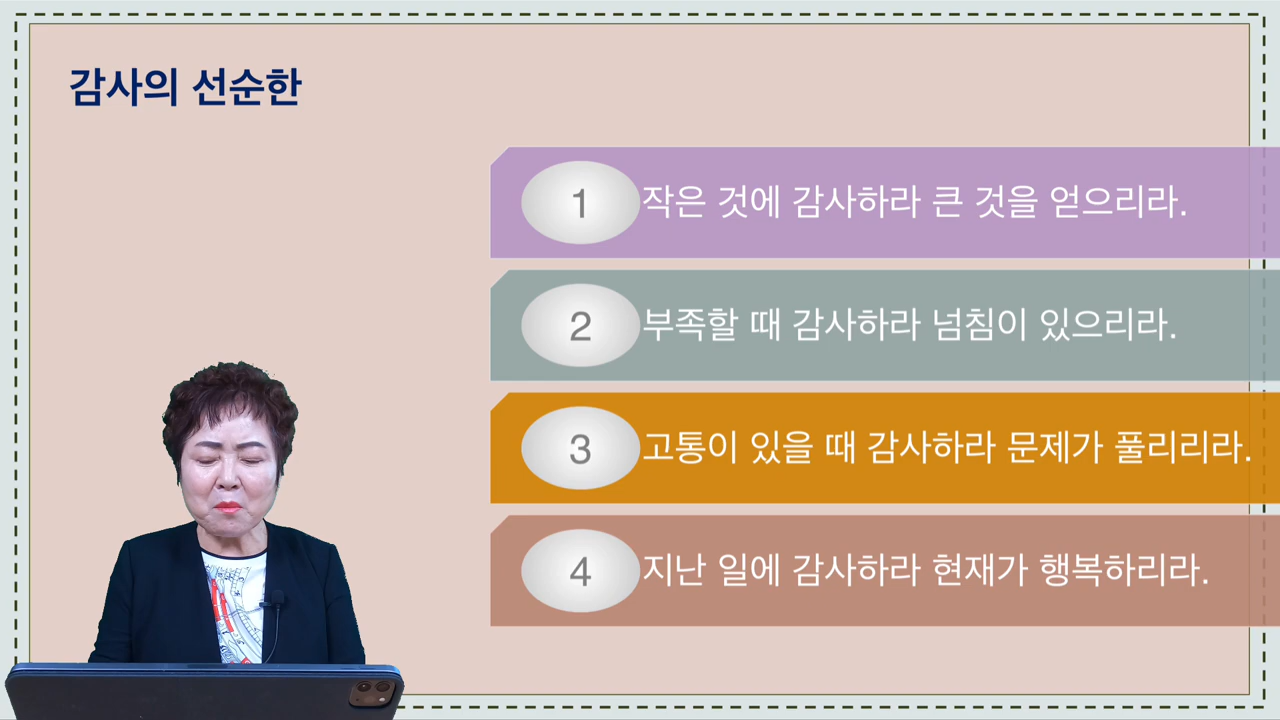 감사의 선순한
1 작은 것에 감사하라 큰 것을 얻으리라.
2 부족할 때 감사하라 넘침이 있으리라.
3 고통이 있을 때 감사하라 문제가 풀리리라.
4 지난 일에 감사하라 현재가 행복하리라.